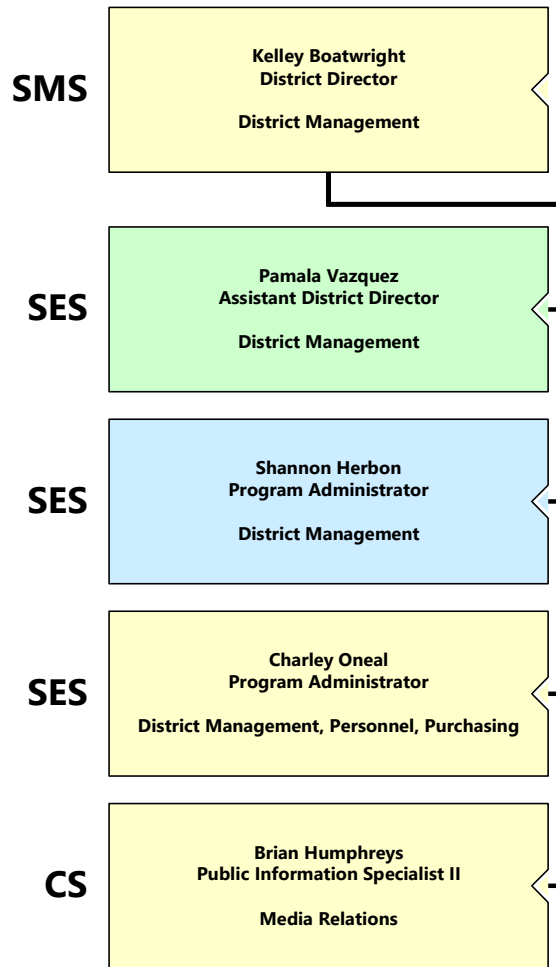 SMS
Kelley Boatwright
District Director
District Management
SES
Pamala Vazquez
Assistant District Director
District Management
SES
Shannon Herbon
Program Administrator
District Management
SES
Charley Oneal
Program Administrator
District Management, Personnel, Purchasing
CS
Brian Humphreys
Public Information Specialist II
Media Relations